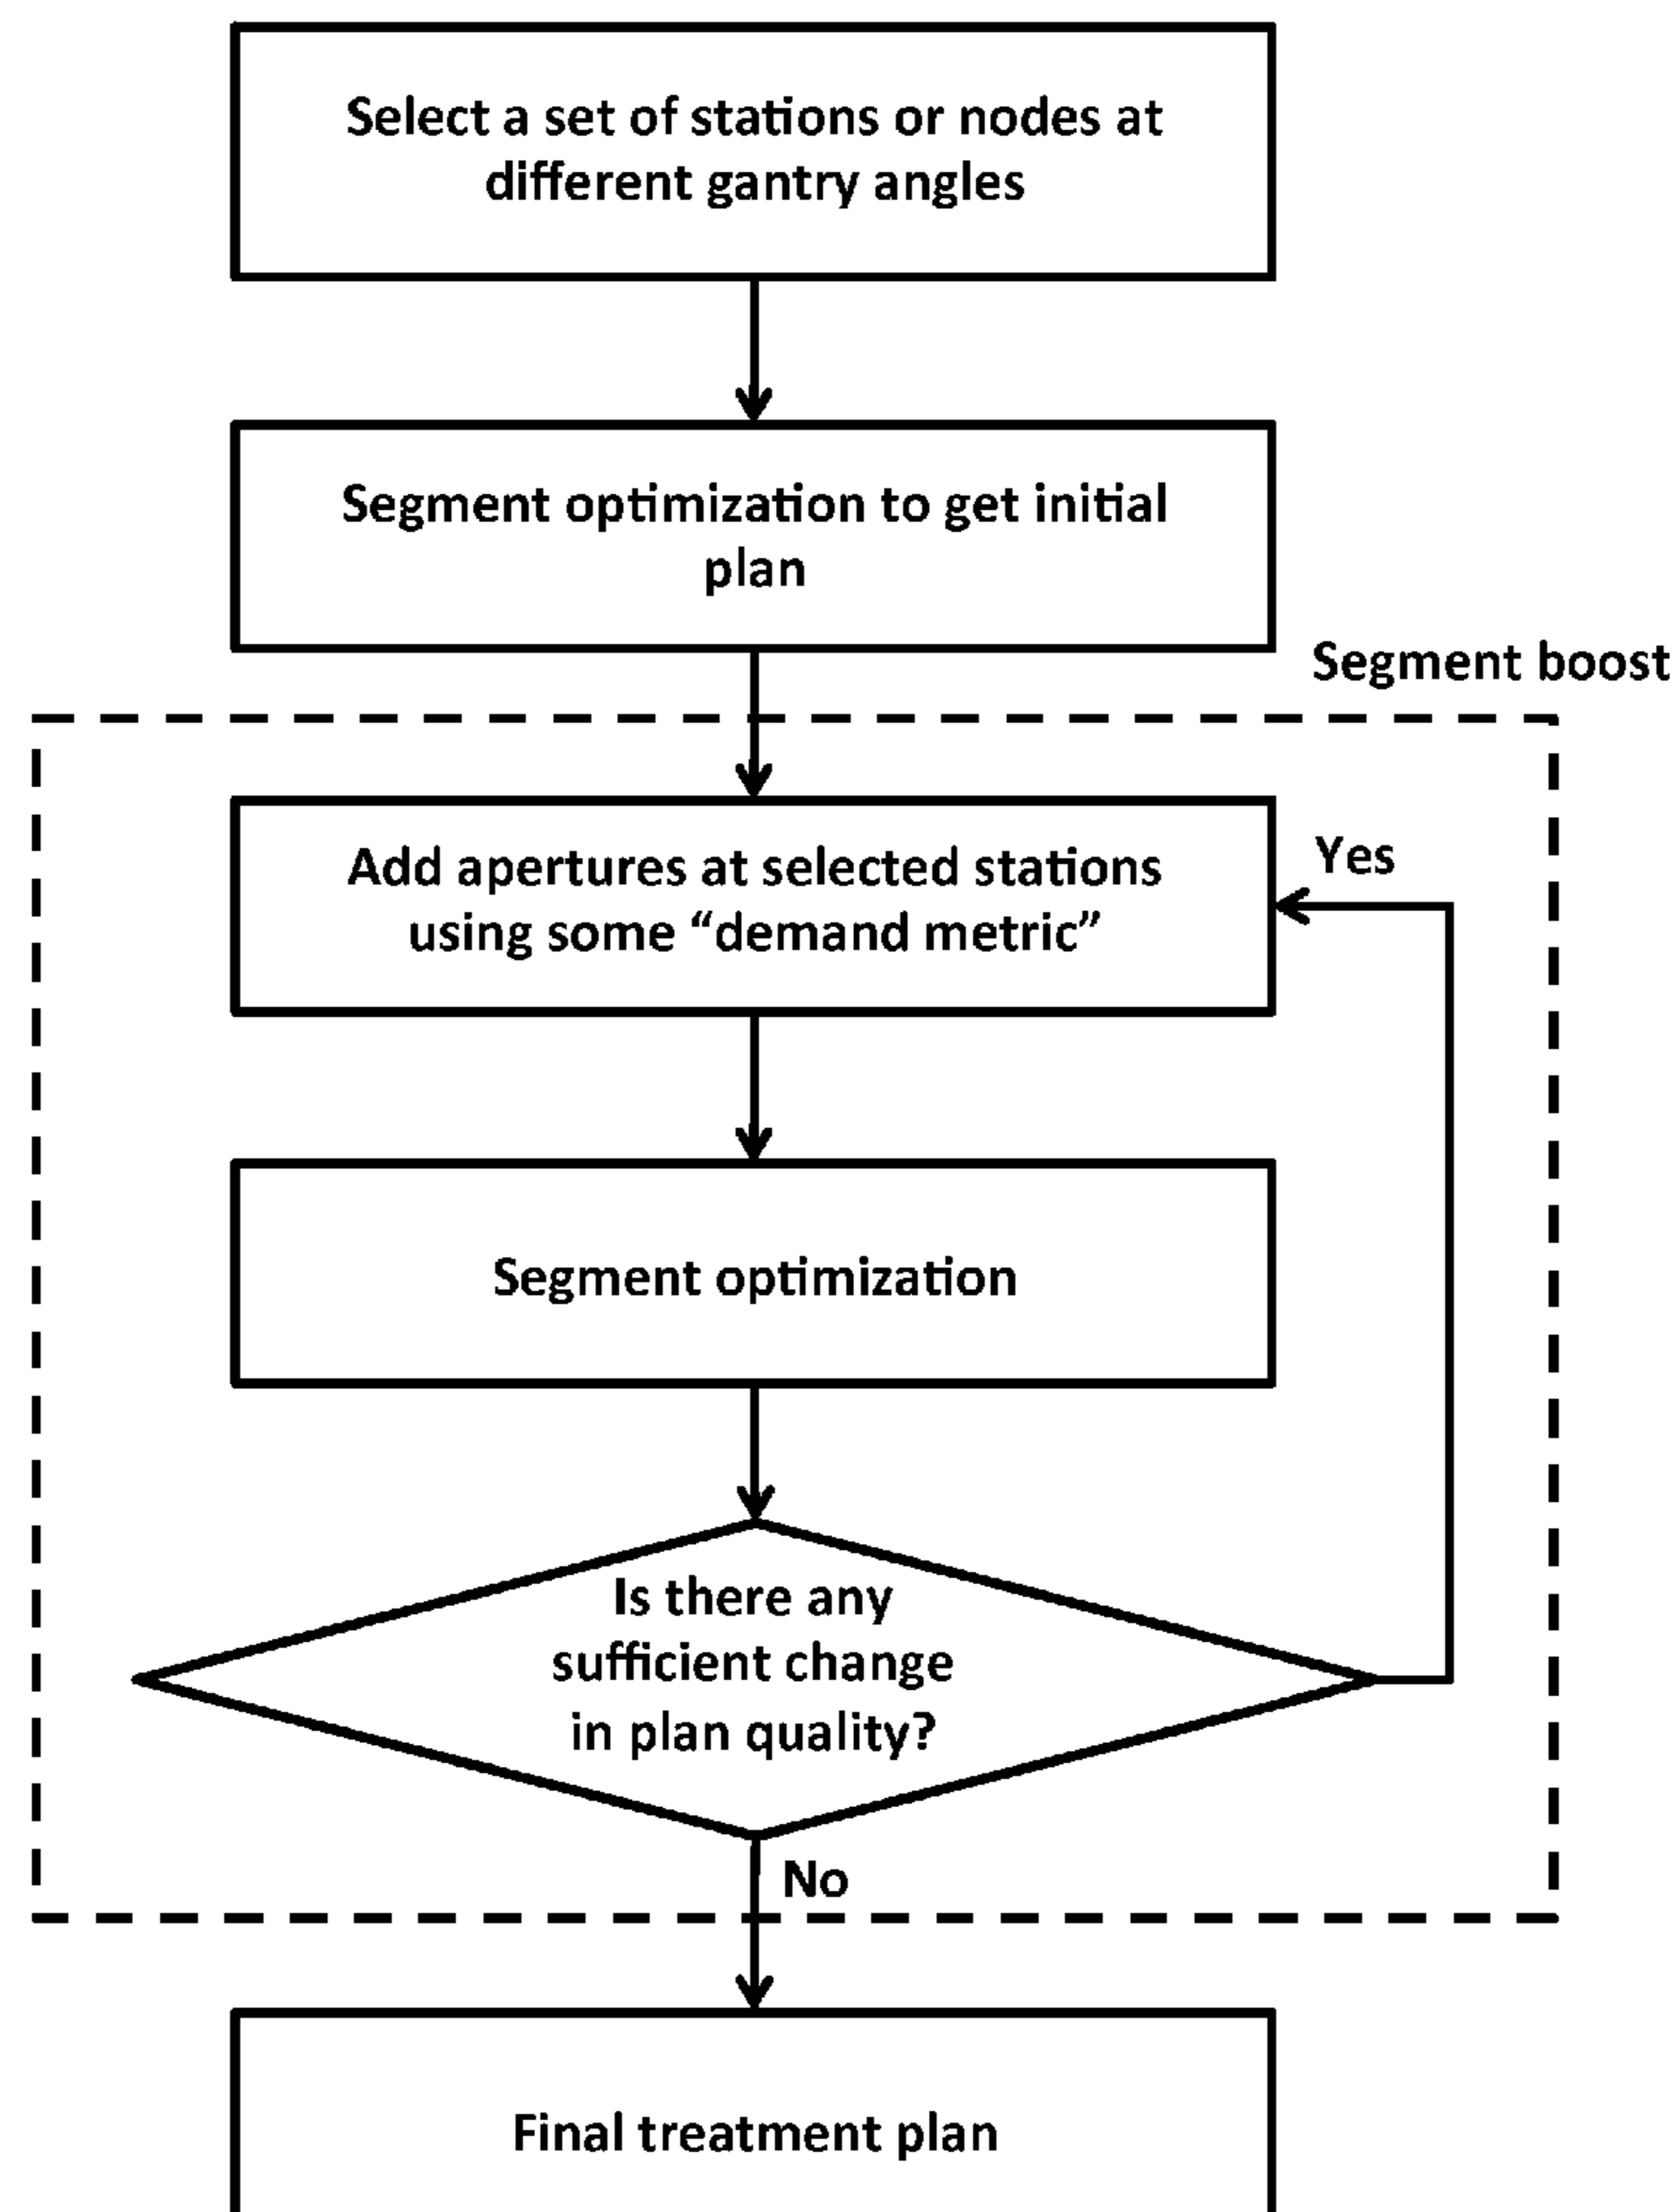 Select a set of stations or nodes at
different gantry angles
Segment optimization to get initial
plan
Segment boost
Add apertures at selected stations
using some “demand metric”
Yes
Segment optimization
Is there any
sufficient change
in plan quality?
No
Final treatment plan